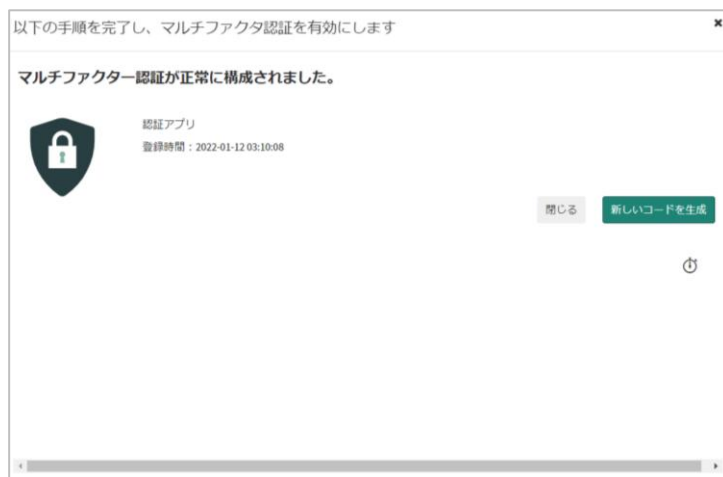 以下の手順を完了し、マルチファクタ認証を有効にします
マルチファクター認証が正常に構成されました。
認証アプリ
登録時間：2022-01-12 03:10:08
閉じる
新しいコードを生成